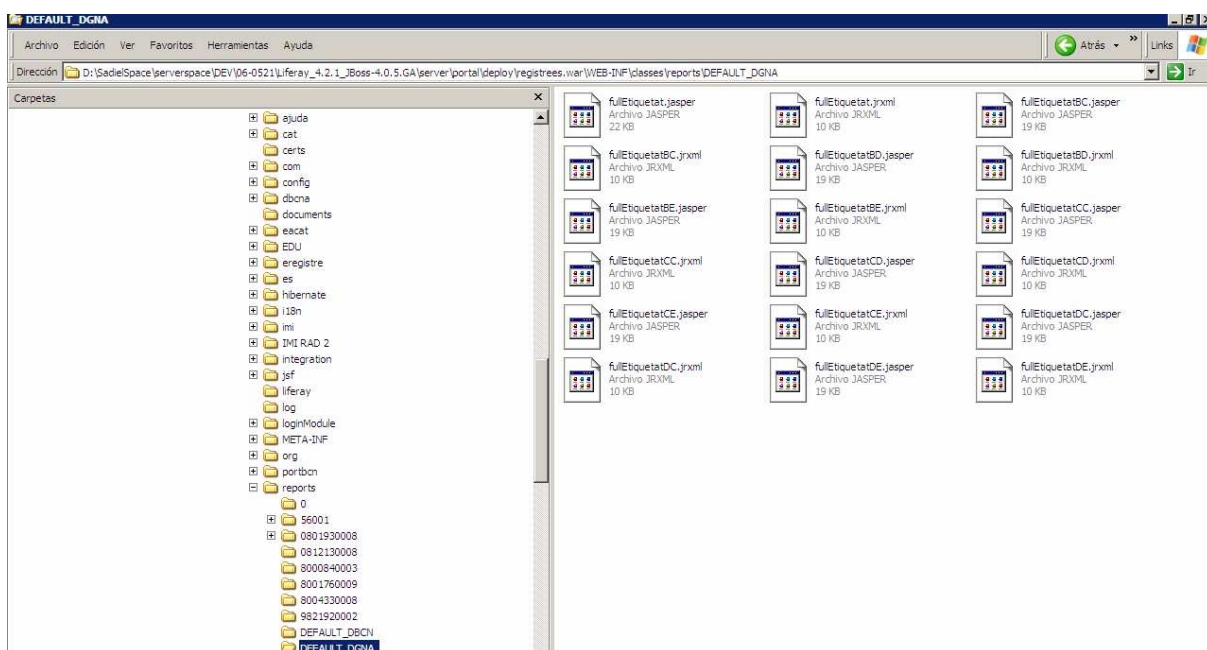 DEFAULT_DGNA
Archivo Edición Ver Favoritos Herramientas Ayuda
Atrás
Links
Dirección D:\SadielSpace\serverspace\DEV\06-0521\Liferay_4.2.1_JBoss-4.0.5.GA\server\portal\deploy\registrees.war\WEB-INF\classes\reports\DEFAULT_DGNA
Ir
Carpetas
ajuda
cat
certs
com
config
dbcna
documents
eacat
EDU
eregistre
es
hibernate
i18n
imi
IMI RAD 2
integration
jsf
liferay
log
loginModule
META-INF
org
portbcn
reports
0
56001
0801930008
0812130008
8000840003
8001760009
8004330008
9821920002
DEFAULT_DBCN
DEFAULT_DGNA
fullEtiquetat.jasper
Archivo JASPER
22 KB
fullEtiquetat.jrxml
Archivo JRXML
10 KB
fullEtiquetatBC.jasper
Archivo JASPER
19 KB
fullEtiquetatBC.jrxml
Archivo JRXML
10 KB
fullEtiquetatBD.jasper
Archivo JASPER
19 KB
fullEtiquetatBD.jrxml
Archivo JRXML
10 KB
fullEtiquetatBE.jasper
Archivo JASPER
19 KB
fullEtiquetatBE.jrxml
Archivo JRXML
10 KB
fullEtiquetatCC.jasper
Archivo JASPER
19 KB
fullEtiquetatCC.jrxml
Archivo JRXML
10 KB
fullEtiquetatCD.jasper
Archivo JASPER
19 KB
fullEtiquetatCD.jrxml
Archivo JRXML
10 KB
fullEtiquetatCE.jasper
Archivo JASPER
19 KB
fullEtiquetatCE.jrxml
Archivo JRXML
10 KB
fullEtiquetatDC.jasper
Archivo JASPER
19 KB
fullEtiquetatDC.jrxml
Archivo JRXML
10 KB
fullEtiquetatDE.jasper
Archivo JASPER
19 KB
fullEtiquetatDE.jrxml
Archivo JRXML
10 KB